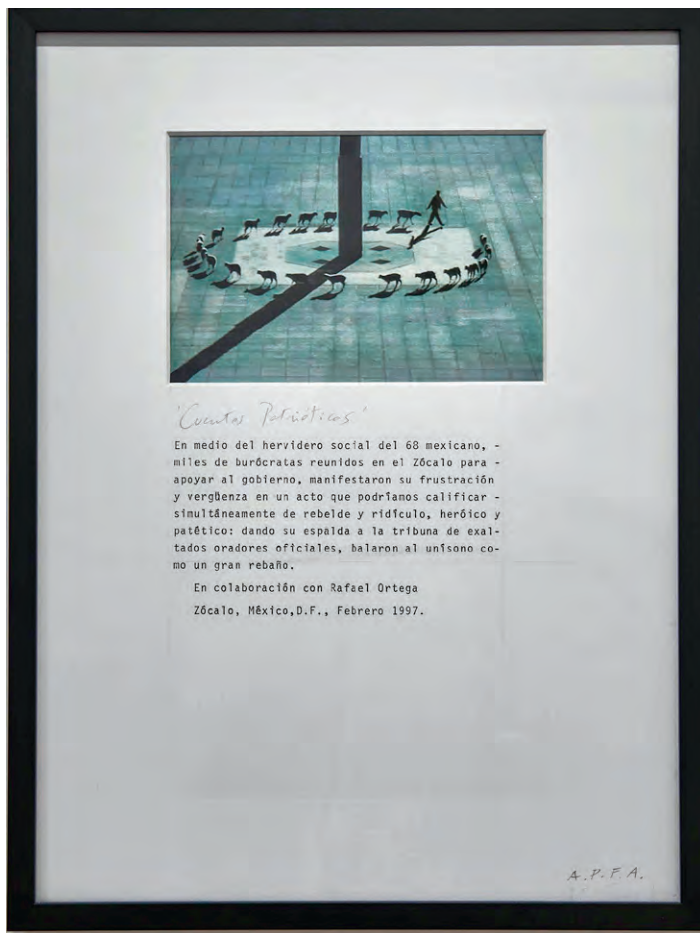 'Cuentos Patrióticos'
En medio del hervidero social del 68 mexicano, -
miles de burócratas reunidos en el Zócalo para -
apoyar al gobierno, manifestaron su frustración
y vergüenza en un acto que podríamos calificar -
simultáneamente de rebelde y ridículo, heróico y
patético: dando su espalda a la tribuna de exal-
tados oradores oficiales, balaron al unísono co-
mo un gran rebaño.
En colaboración con Rafael Ortega
Zócalo, México,D.F., Febrero 1997.
A.P.F.A.